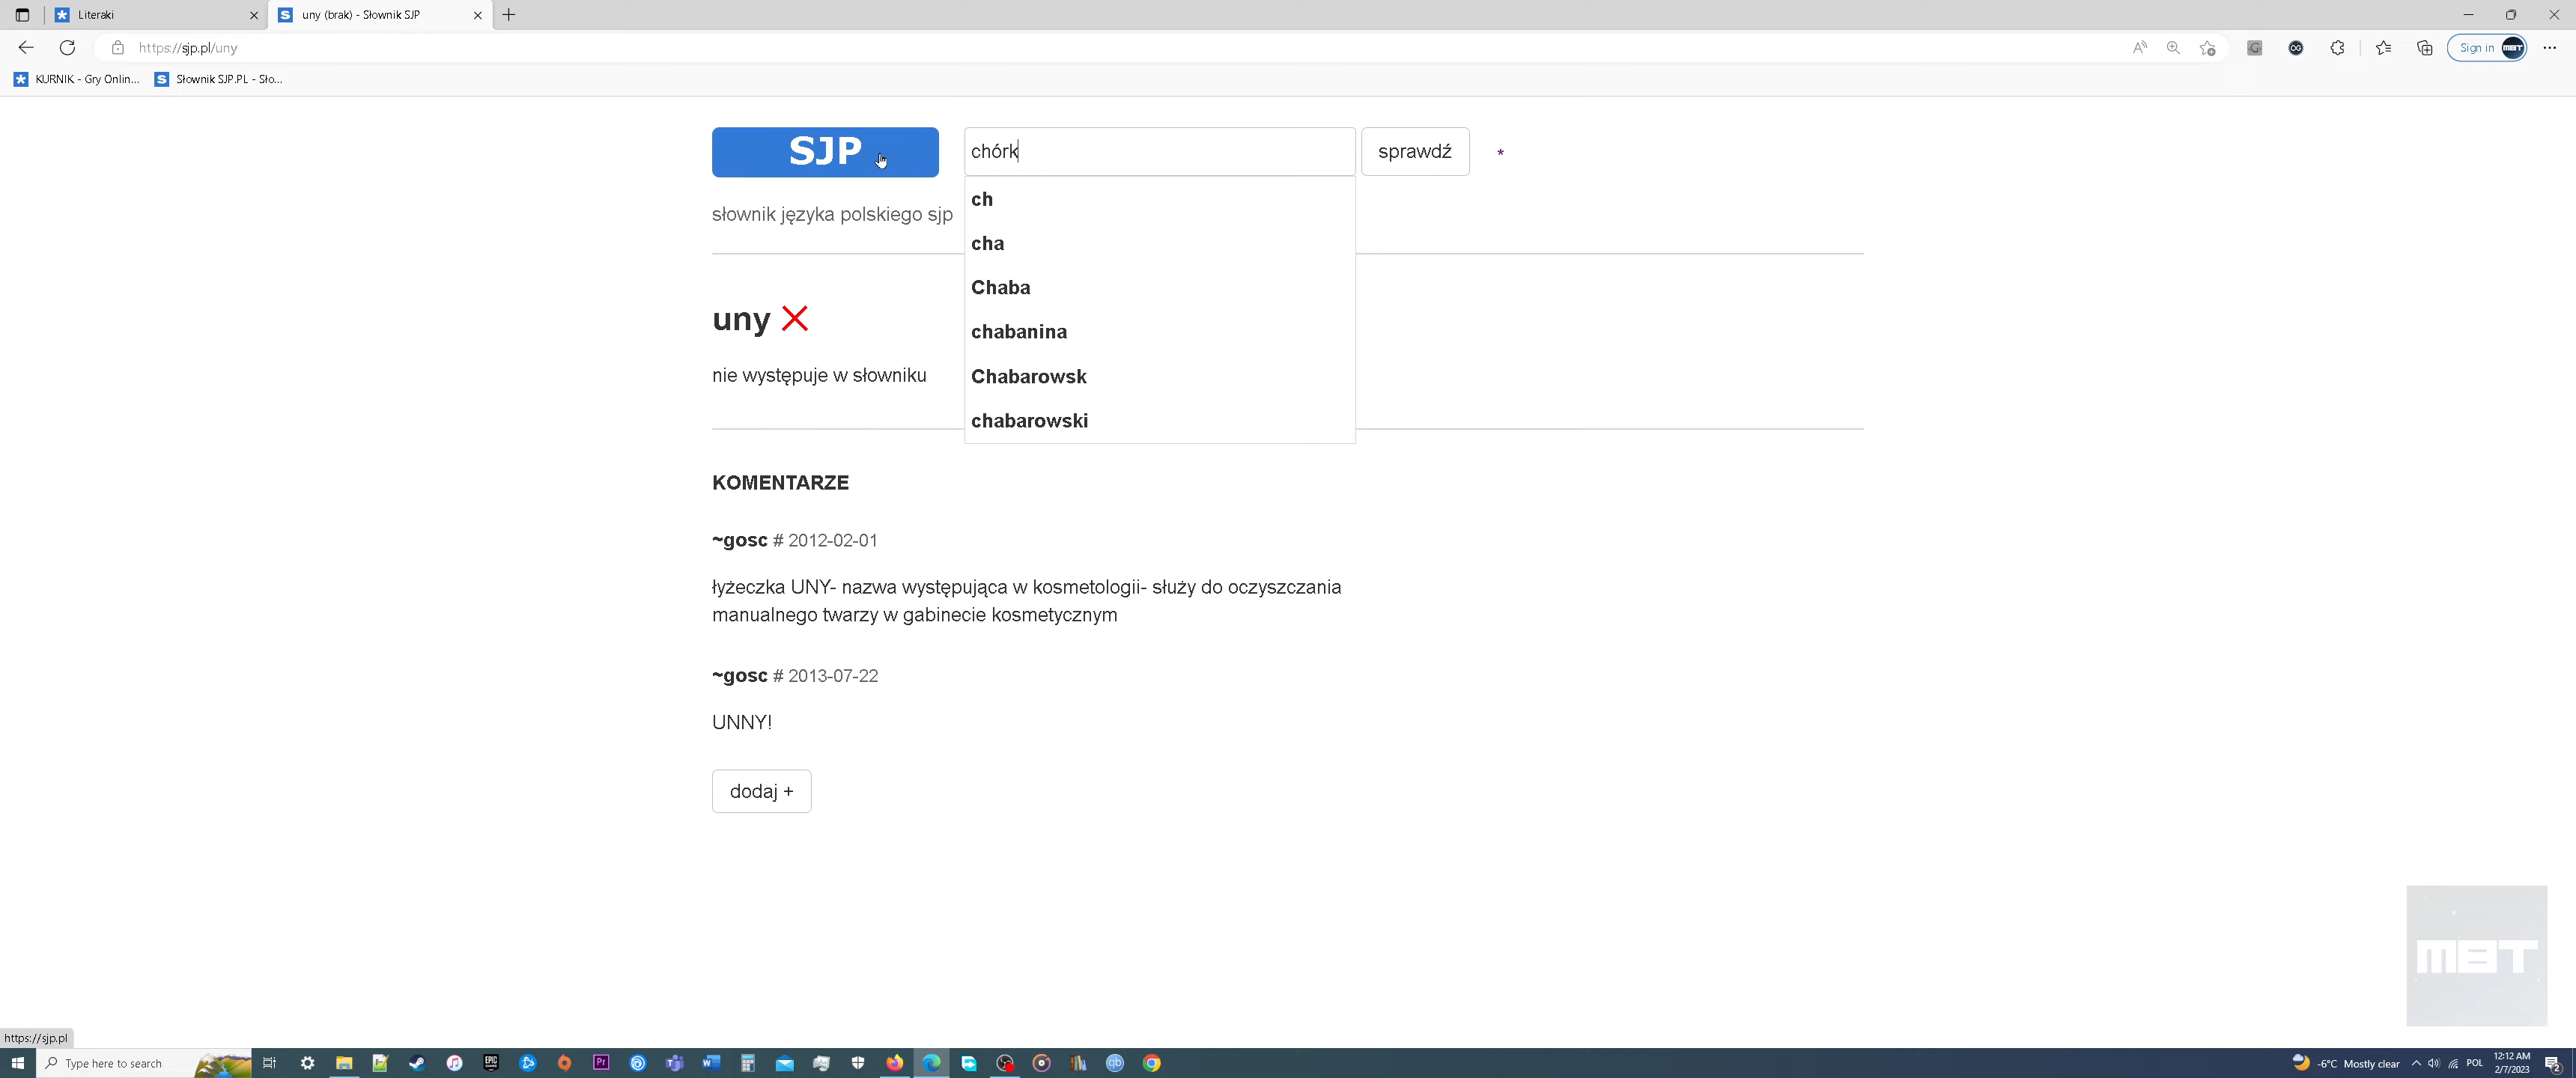 Literaki
uny (brak) - Słownik SJP
https://sjp.pl/uny
Sign in
KURNIK - Gry Onlin...
Słownik SJP.PL - Sło...
SJP
chórk
sprawdź
*
słownik języka polskiego sjp
ch
cha
Chaba
chabanina
Chabarowsk
chabarowski
uny
nie występuje w słowniku
KOMENTARZE
~gosc # 2012-02-01
łyżeczka UNY- nazwa występująca w kosmetologii- służy do oczyszczania
manualnego twarzy w gabinecie kosmetycznym
~gosc # 2013-07-22
UNNY!
dodaj +
MBT
https://sjp.pl
Type here to search
-6°C Mostly clear
POL
12:12 AM
2/7/2023